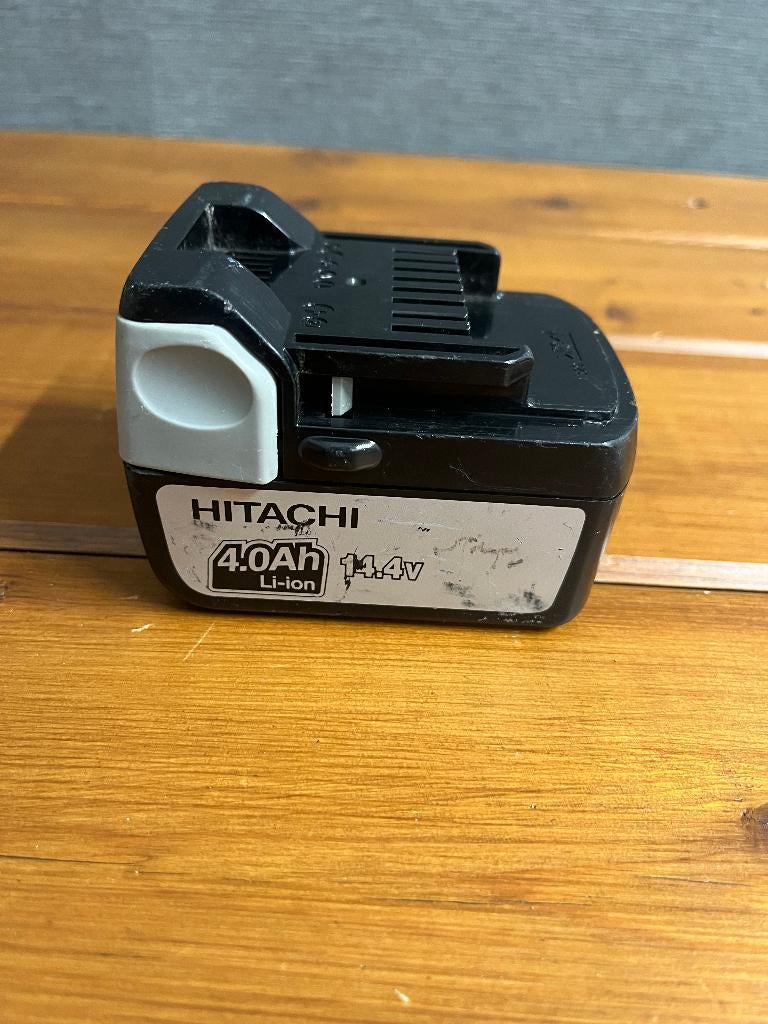 HITACHI
4.0Ah
Li-ion
14.4v